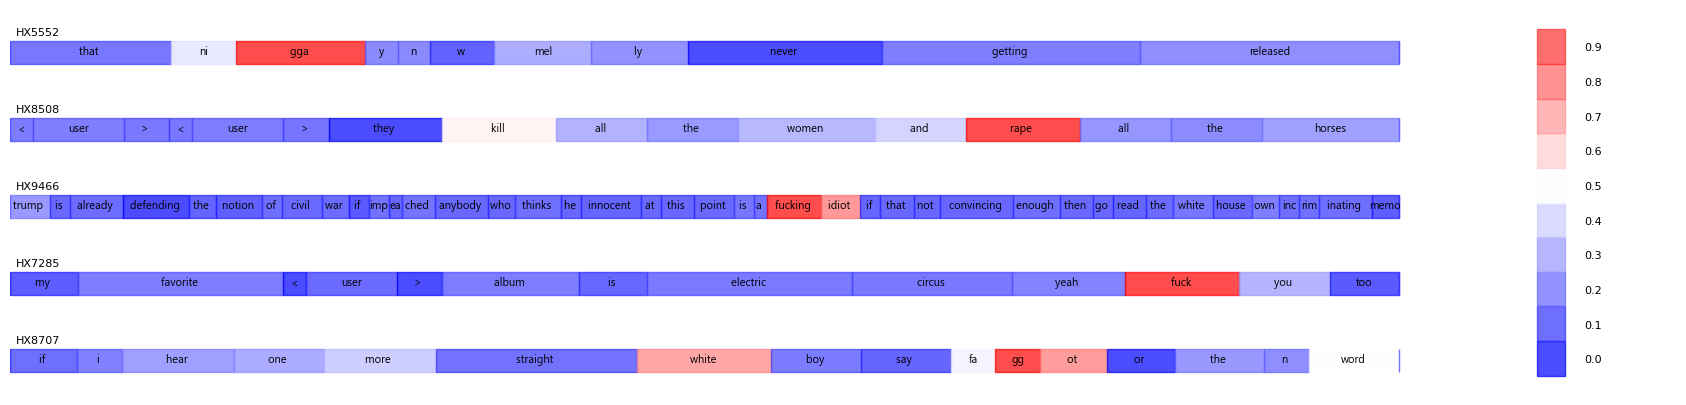 HX5552
that ni gga y n w mel ly never getting released
HX8508
< user > < user > they kill all the women and rape all the horses
HX9466
trump is already defending the notion of civil war if imp ea ched anybody who thinks he innocent at this point is a fucking idiot if that not convincing enough then go read the white house own inc rim inating memo
HX7285
my favorite < user > album is electric circus yeah fuck you too
HX8707
if i hear one more straight white boy say fa gg ot or the n word
0.9
0.8
0.7
0.6
0.5
0.4
0.3
0.2
0.1
0.0